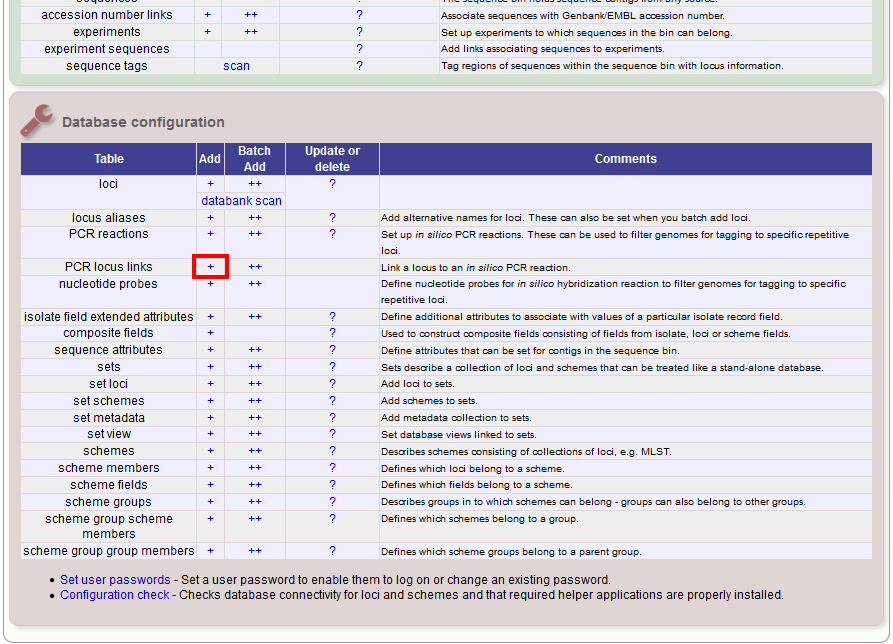 sequences The sequence bin holds sequence contigs from any source.
accession number links + ++ ? Associate sequences with Genbank/EMBL accession number.
experiments + ++ ? Set up experiments to which sequences in the bin can belong.
experiment sequences ? Add links associating sequences to experiments.
sequence tags scan ? Tag regions of sequences within the sequence bin with locus information.
Database configuration
Table Add Batch Add Update or delete Comments
loci + ++ ?
databank scan
locus aliases + ++ ? Add alternative names for loci. These can also be set when you batch add loci.
PCR reactions + ++ ? Set up in silico PCR reactions. These can be used to filter genomes for tagging to specific repetitive
loci.
PCR locus links + ++ Link a locus to an in silico PCR reaction.
nucleotide probes + ++ Define nucleotide probes for in silico hybridization reaction to filter genomes for tagging to specific
repetitive loci.
isolate field extended attributes + ++ ? Define additional attributes to associate with values of a particular isolate record field.
composite fields + ? Used to construct composite fields consisting of fields from isolate, loci or scheme fields.
sequence attributes + ++ ? Define attributes that can be set for contigs in the sequence bin.
sets + ++ ? Sets describe a collection of loci and schemes that can be treated like a stand-alone database.
set loci + ++ ? Add loci to sets.
set schemes + ++ ? Add schemes to sets.
set metadata + ++ ? Add metadata collection to sets.
set view + ++ ? Set database views linked to sets.
schemes + ++ ? Describes schemes consisting of collections of loci, e.g. MLST.
scheme members + ++ ? Defines which loci belong to a scheme.
scheme fields + ++ ? Defines which fields belong to a scheme.
scheme groups + ++ ? Describes groups in to which schemes can belong - groups can also belong to other groups.
scheme group scheme + ++ ? Defines which schemes belong to a group.
members
scheme group group members + ++ ? Defines which scheme groups belong to a parent group.
• Set user passwords - Set a user password to enable them to log on or change an existing password.
• Configuration check - Checks database connectivity for loci and schemes and that required helper applications are properly installed.